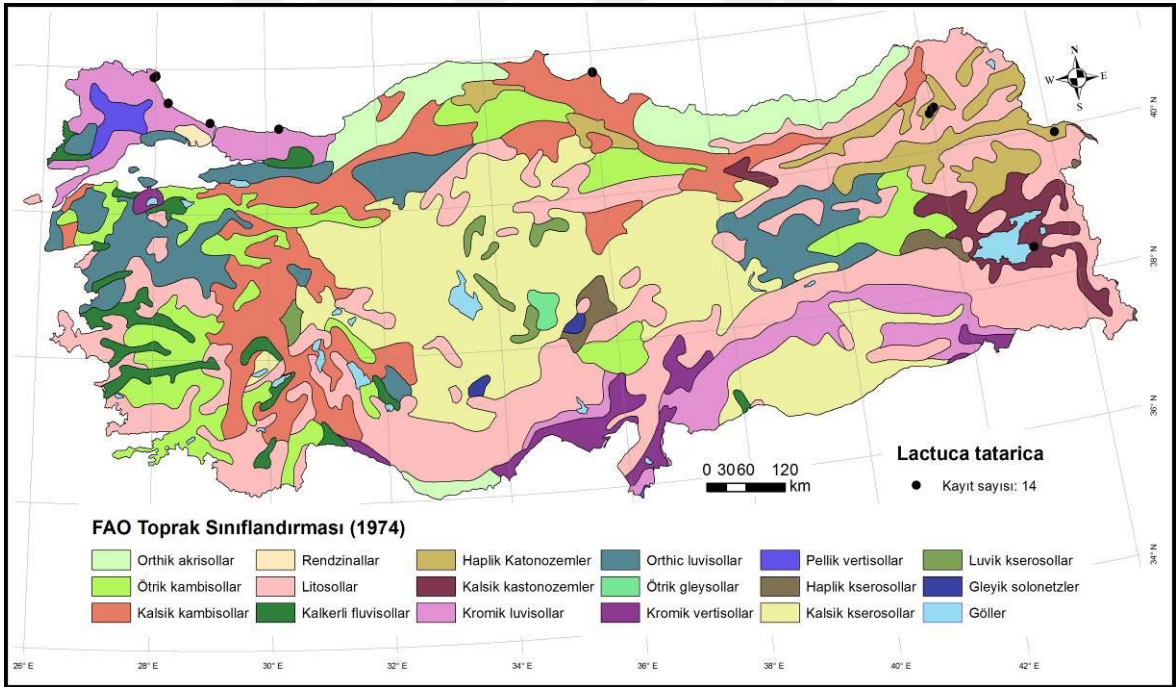 N
W E
S
40° N
38° N
36° N
34° N
Lactuca tatarica
Kayıt sayısı: 14
0 30 60 120
km
FAO Toprak Sınıflandırması (1974)
Orthik akrisollar
Rendzinallar
Haplik Katonozemler
Orthic luvisollar
Pellik vertisollar
Luvik kserosollar
Ötrik kambisollar
Litosollar
Kalsik kastonozemler
Ötrik gleysollar
Haplik kserosollar
Gleyik solonetzler
Kalsik kambisollar
Kalkerli fluvisollar
Kromik luvisollar
Kromik vertisollar
Kalsik kserosollar
Göller
26° E 28° E 30° E 32° E 34° E 36° E 38° E 40° E 42° E